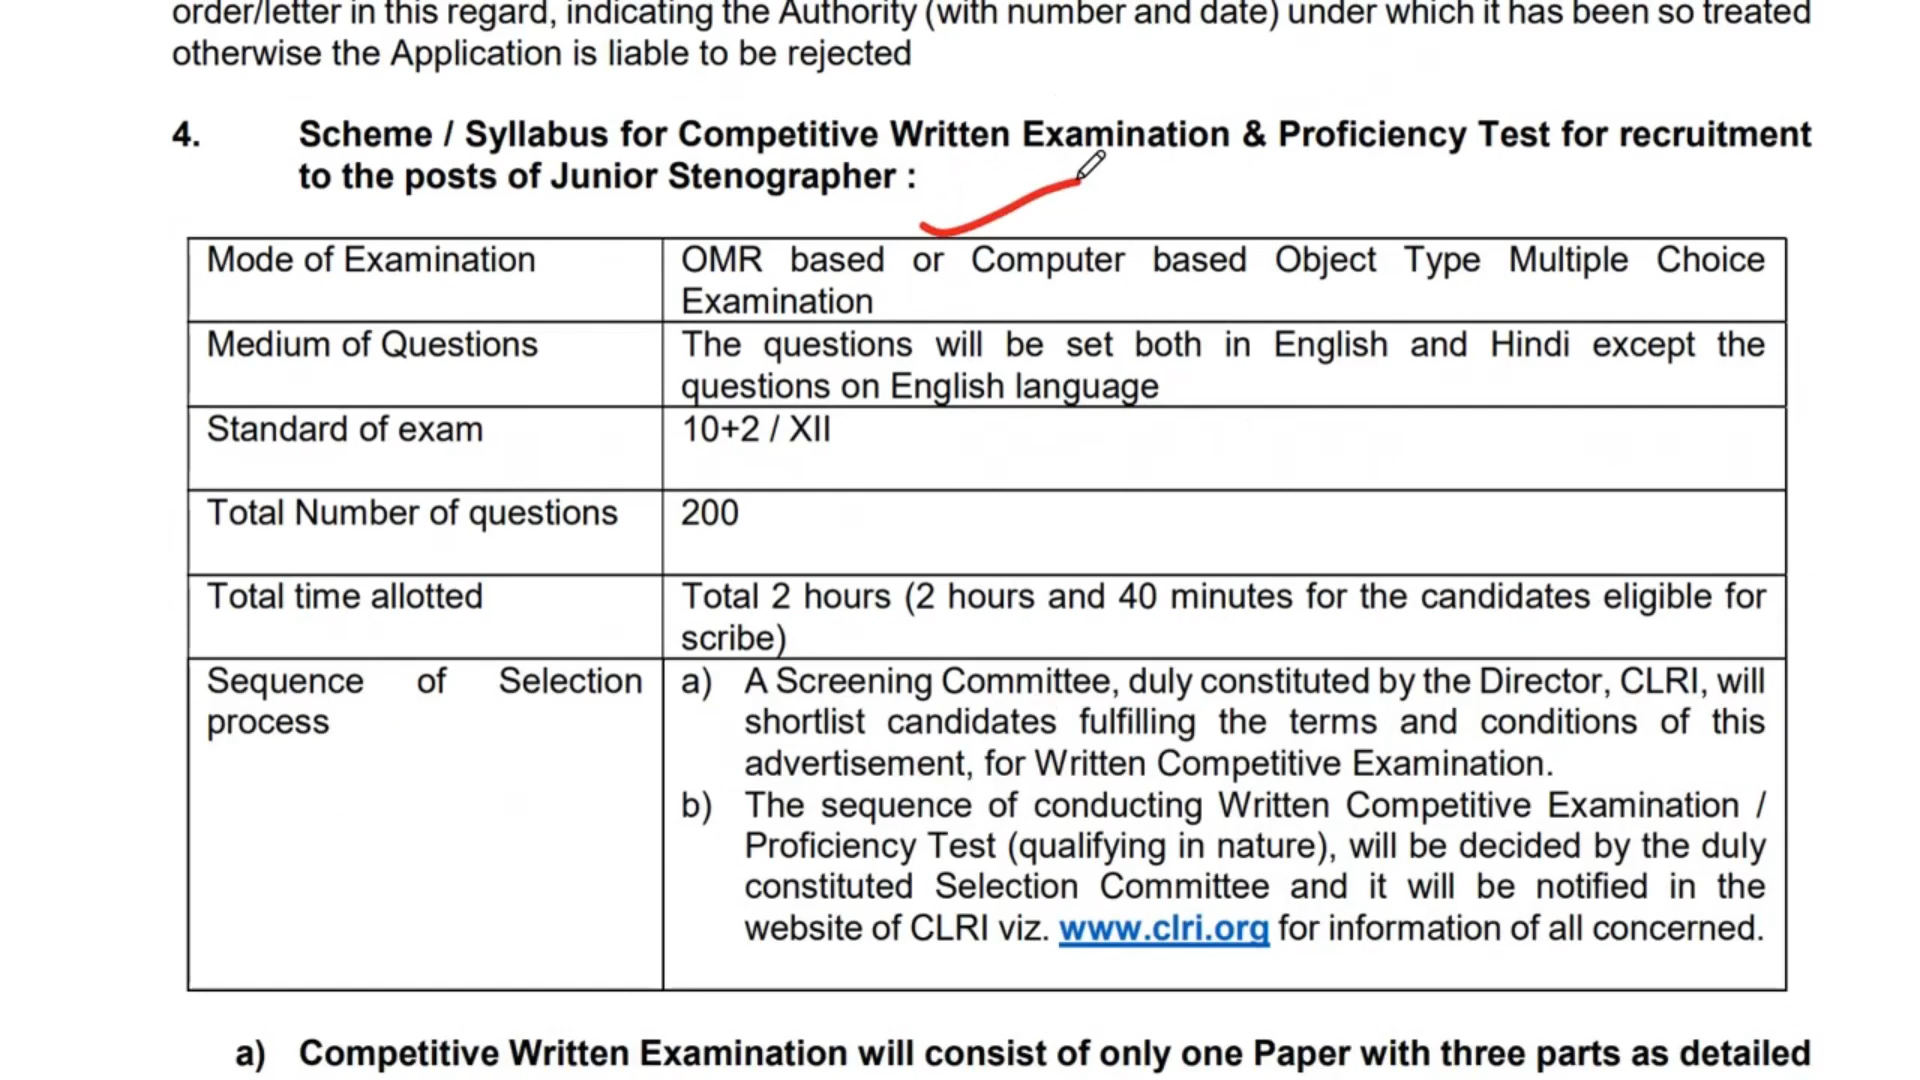 order/letter in this regard, indicating the Authority (with number and date) under which it has been so treated
otherwise the Application is liable to be rejected
4. Scheme / Syllabus for Competitive Written Examination & Proficiency Test for recruitment
to the posts of Junior Stenographer :
Mode of Examination OMR based or Computer based Object Type Multiple Choice
Examination
Medium of Questions The questions will be set both in English and Hindi except the
questions on English language
Standard of exam 10+2 / XII
Total Number of questions 200
Total time allotted Total 2 hours (2 hours and 40 minutes for the candidates eligible for
scribe)
Sequence of Selection a) A Screening Committee, duly constituted by the Director, CLRI, will
process shortlist candidates fulfilling the terms and conditions of this
advertisement, for Written Competitive Examination.
b) The sequence of conducting Written Competitive Examination /
Proficiency Test (qualifying in nature), will be decided by the duly
constituted Selection Committee and it will be notified in the
website of CLRI viz. www.clri.org for information of all concerned.
a) Competitive Written Examination will consist of only one Paper with three parts as detailed